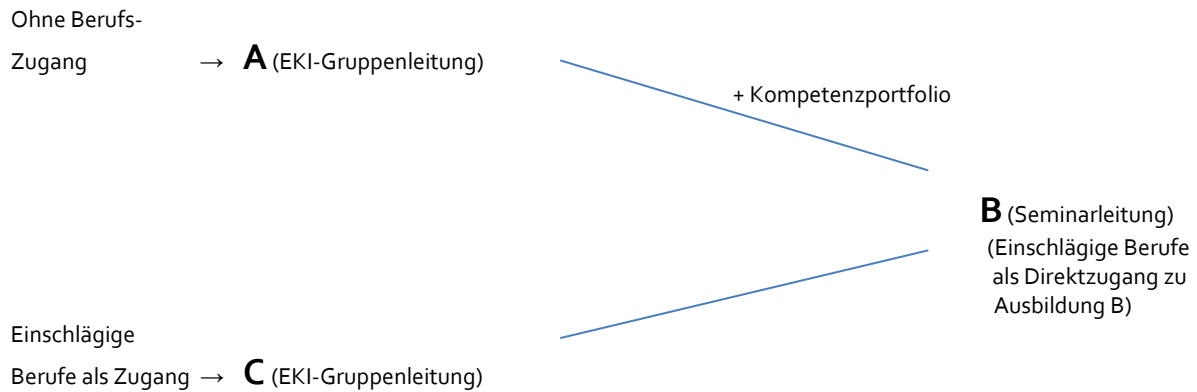 Ohne Berufs-
Zugang → A (EKI-Gruppenleitung)
+ Kompetenzportfolio
B (Seminarleitung)
(Einschlägige Berufe
als Direktzugang zu
Ausbildung B)
Einschlägige
Berufe als Zugang → C (EKI-Gruppenleitung)